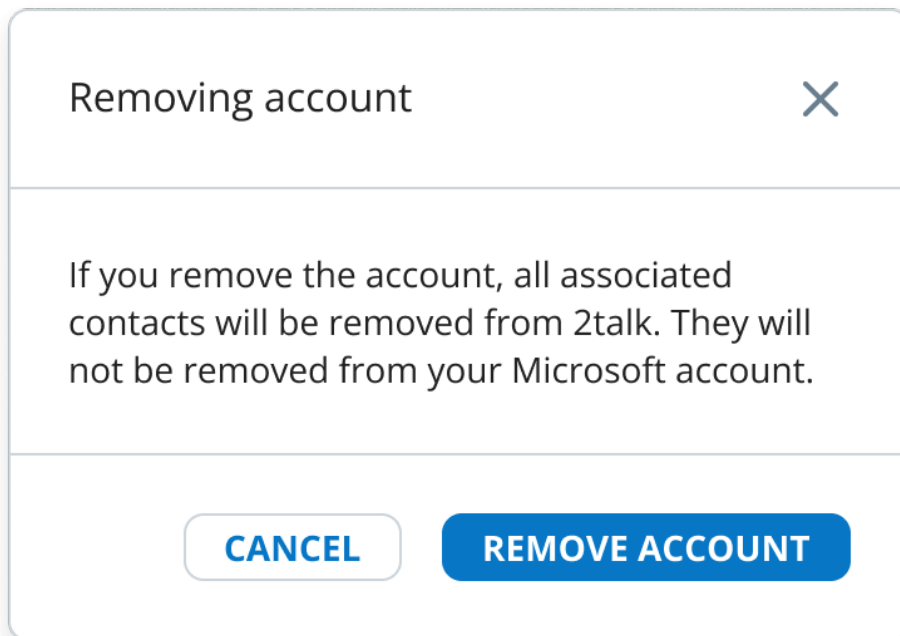 Removing account
If you remove the account, all associated
contacts will be removed from 2talk. They will
not be removed from your Microsoft account.
CANCEL
REMOVE ACCOUNT